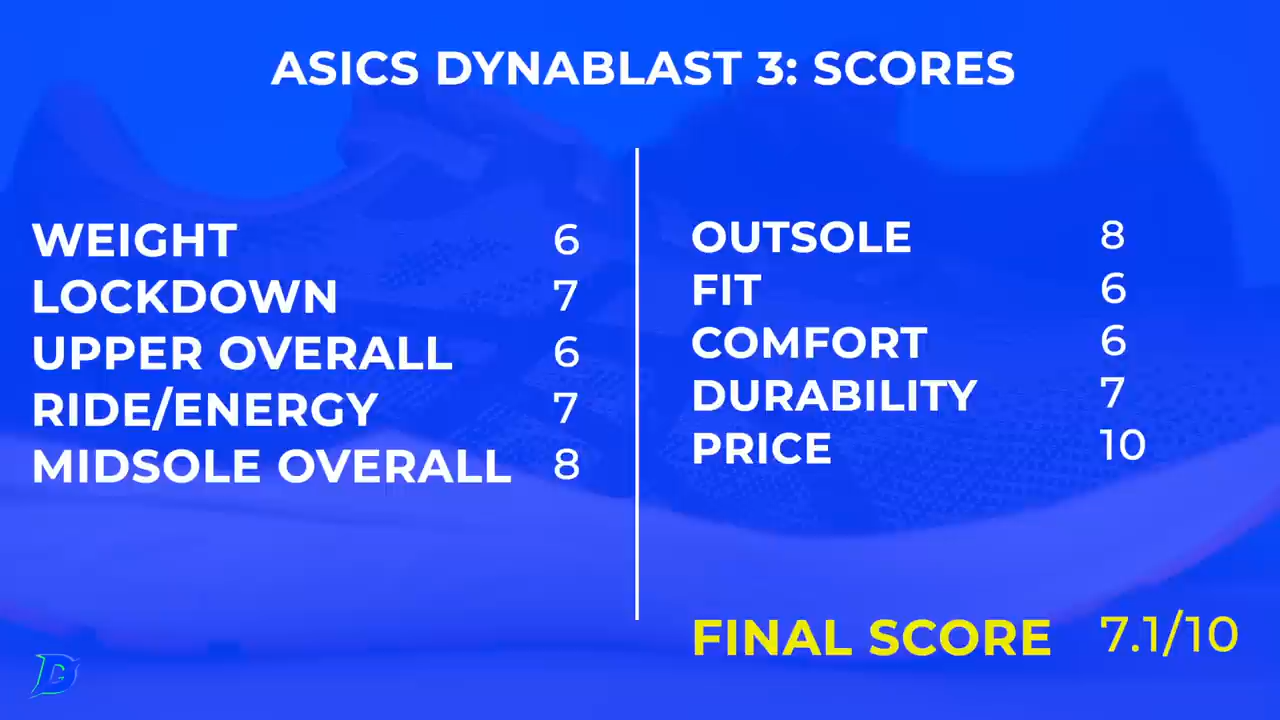 ASICS DYNABLAST 3: SCORES
WEIGHT 6
LOCKDOWN 7
UPPER OVERALL 6
RIDE/ENERGY 7
MIDSOLE OVERALL 8
OUTSOLE 8
FIT 6
COMFORT 6
DURABILITY 7
PRICE 10
FINAL SCORE 7.1/10